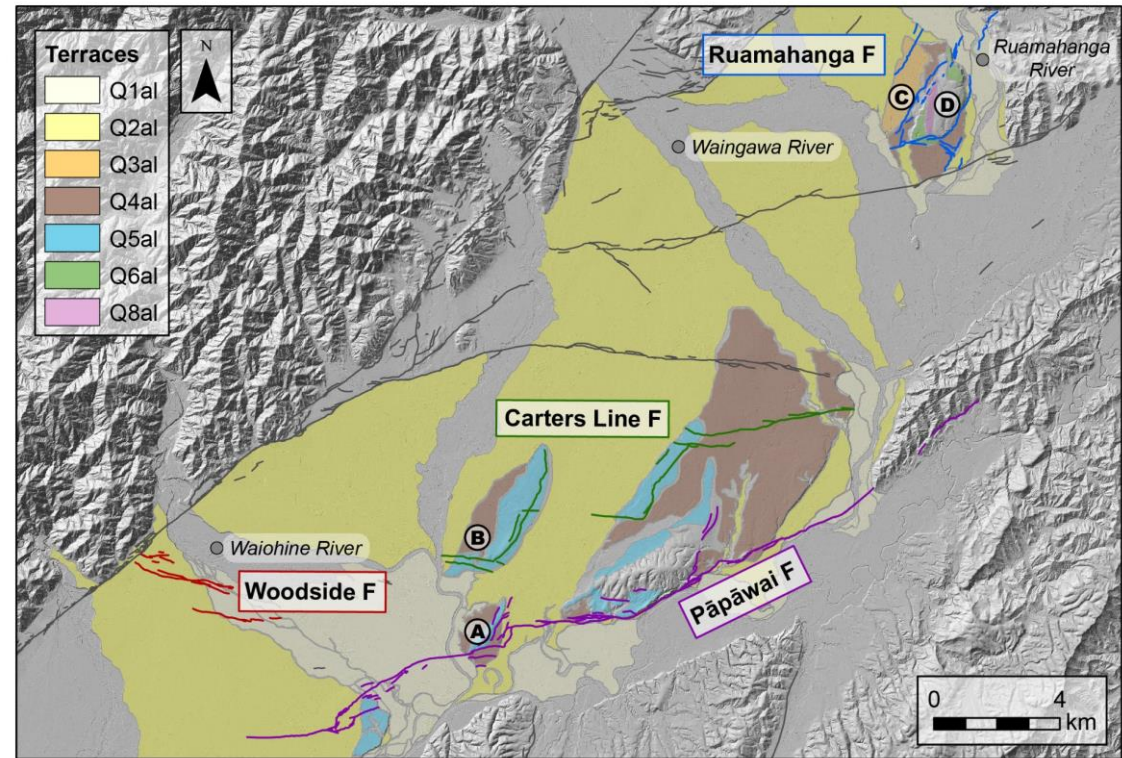 Terraces
Q1al
Q2al
Q3al
Q4al
Q5al
Q6al
Q8al
N
Ruamahanga F
Ruamahanga
River
C
D
Waingawa River
Carters Line F
B
Waiohine River
Woodside F
A
Pāpāwai F
0 4
km